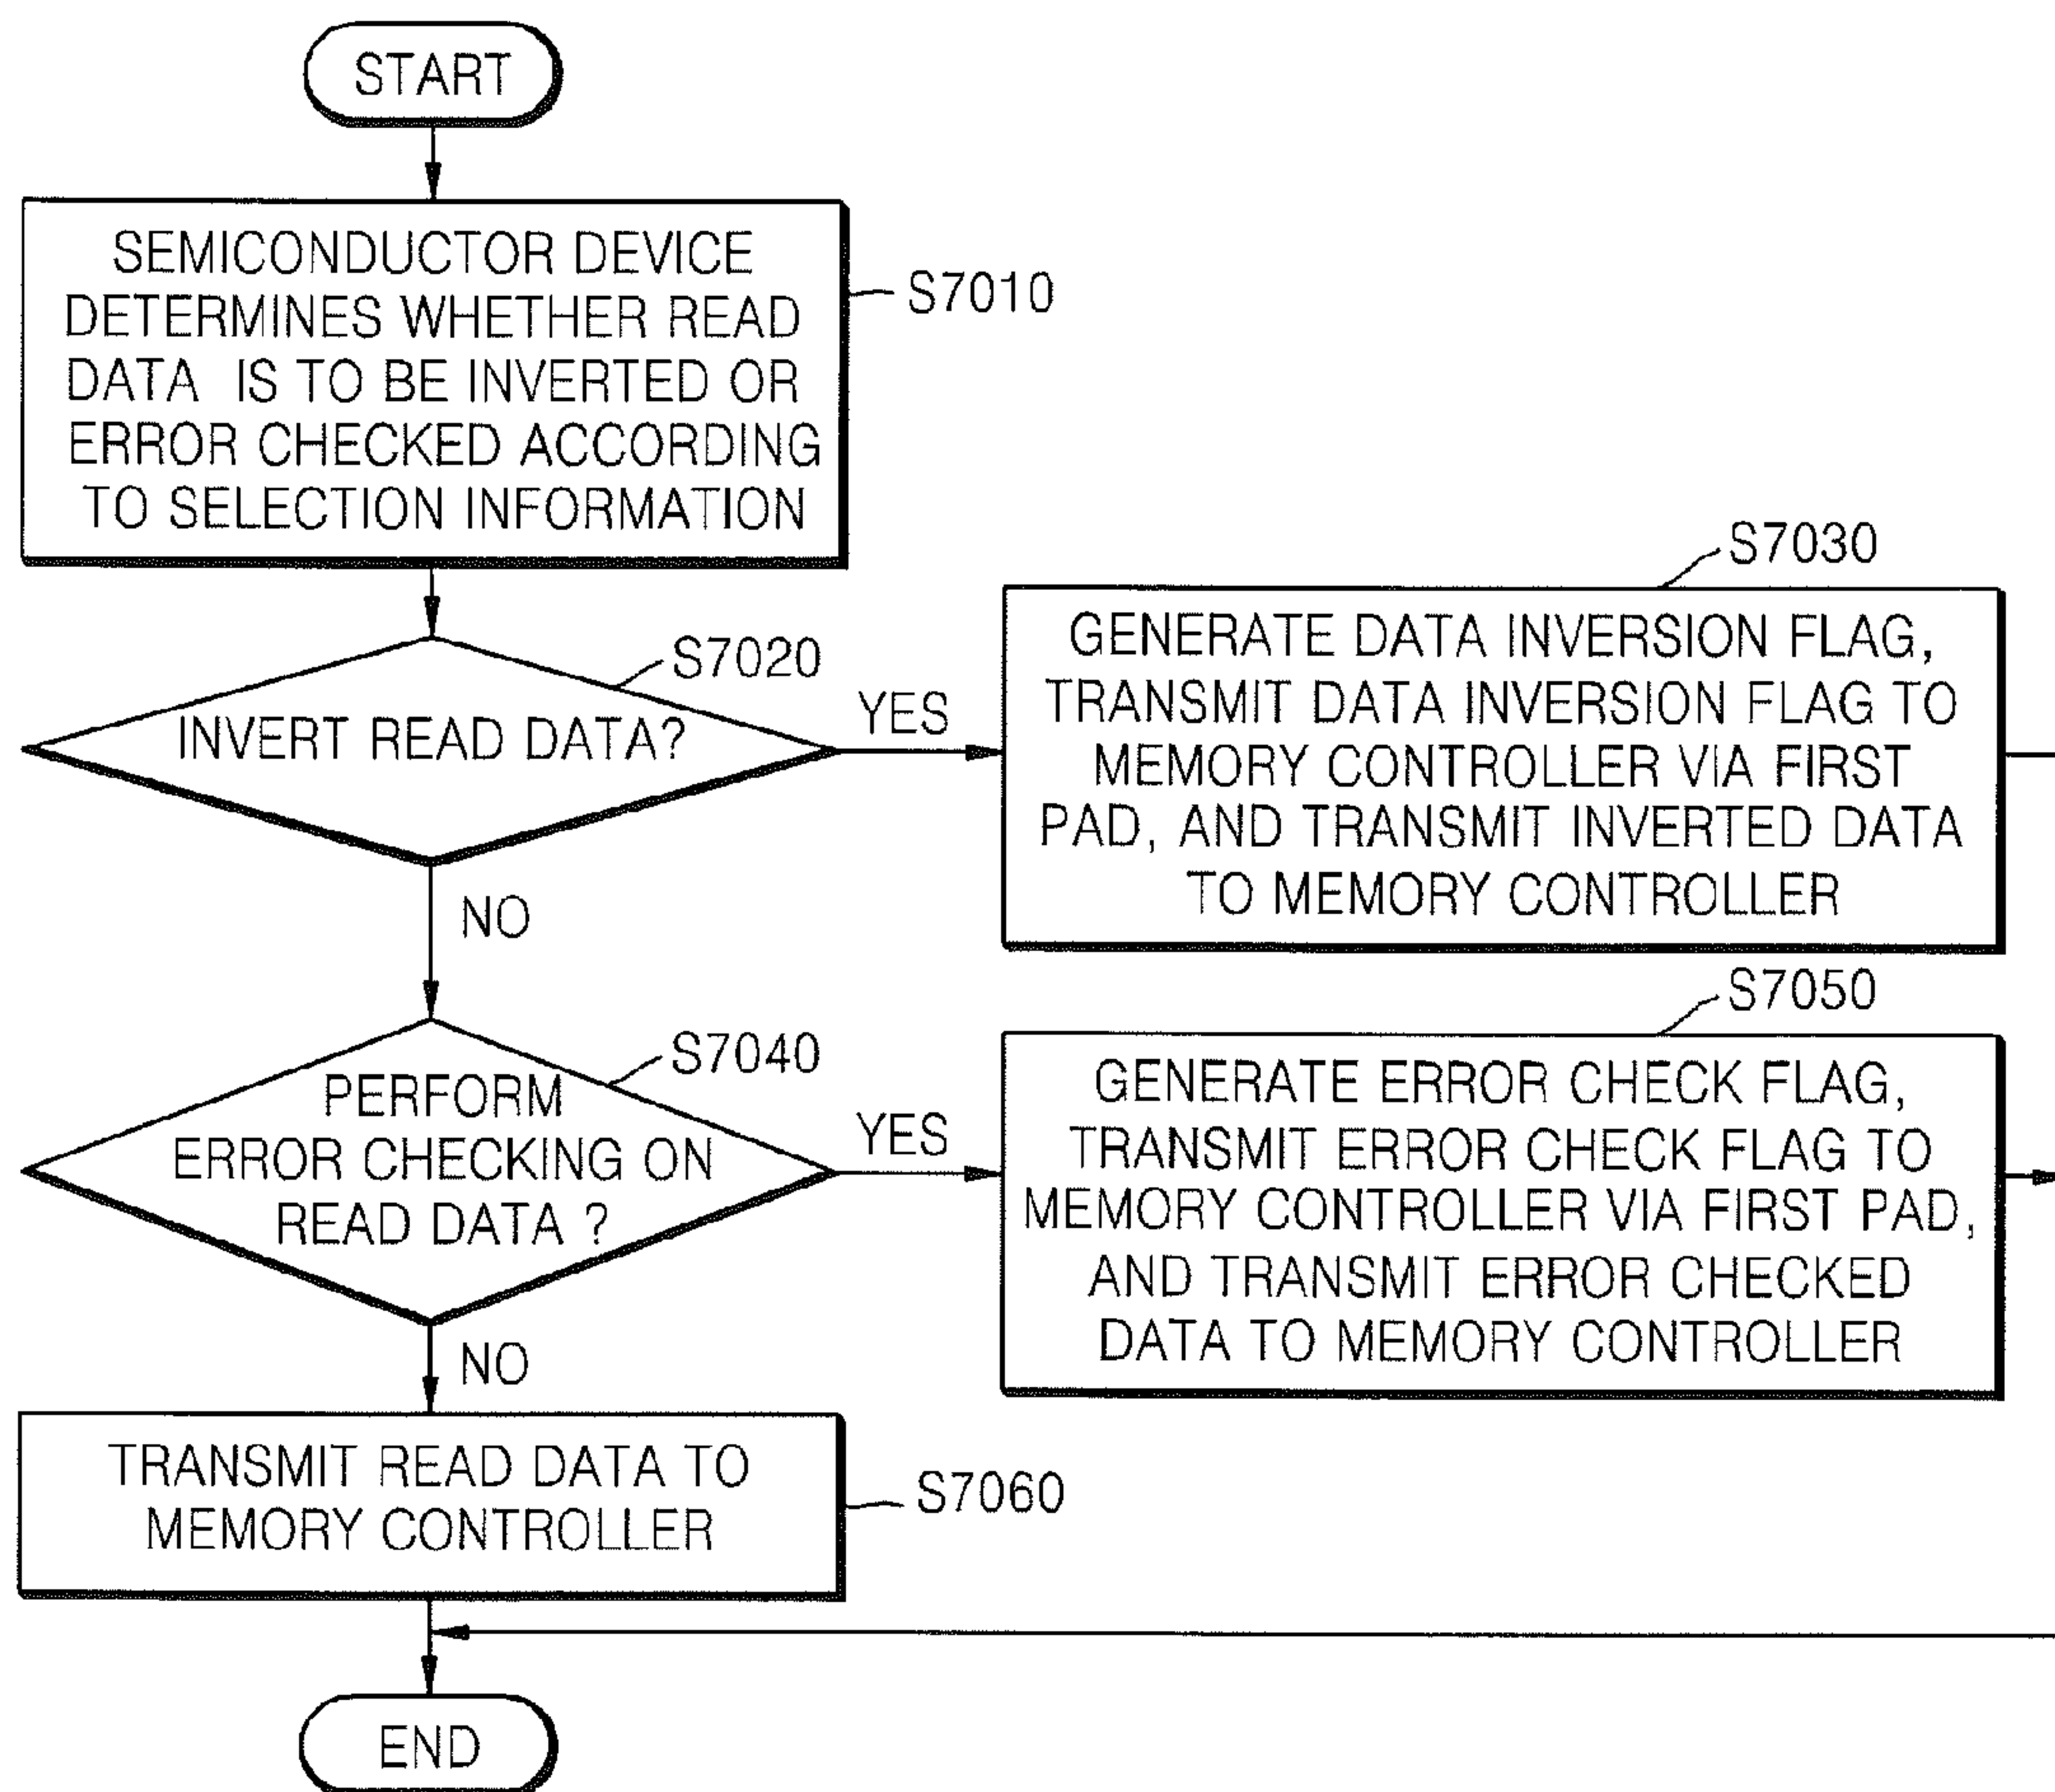 START
SEMICONDUCTOR DEVICE
DETERMINES WHETHER READ
DATA IS TO BE INVERTED OR
ERROR CHECKED ACCORDING
TO SELECTION INFORMATION
S7010
S7020
INVERT READ DATA?
YES
NO
S7030
GENERATE DATA INVERSION FLAG,
TRANSMIT DATA INVERSION FLAG TO
MEMORY CONTROLLER VIA FIRST
PAD, AND TRANSMIT INVERTED DATA
TO MEMORY CONTROLLER
S7040
PERFORM
ERROR CHECKING ON
READ DATA ?
YES
NO
S7050
GENERATE ERROR CHECK FLAG,
TRANSMIT ERROR CHECK FLAG TO
MEMORY CONTROLLER VIA FIRST PAD,
AND TRANSMIT ERROR CHECKED
DATA TO MEMORY CONTROLLER
TRANSMIT READ DATA TO
MEMORY CONTROLLER
S7060
END